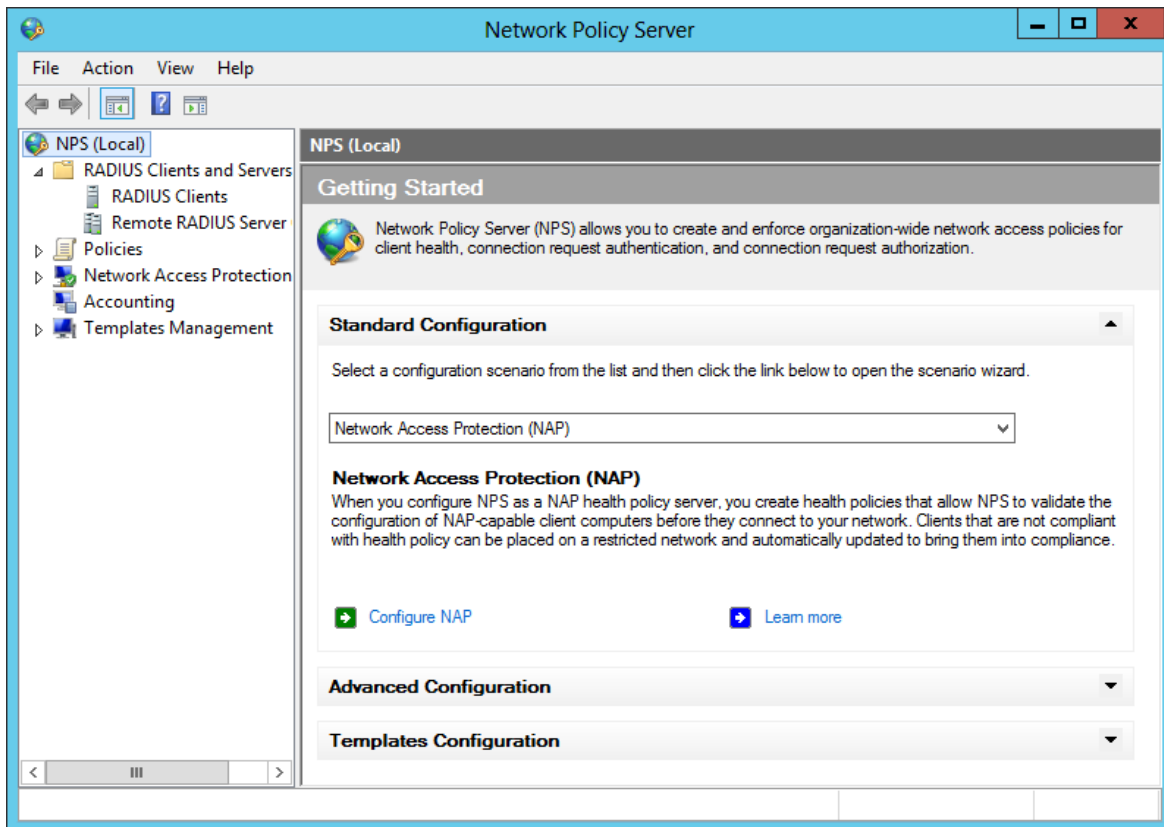 Network Policy Server
File Action View Help
NPS (Local)
RADIUS Clients and Servers
RADIUS Clients
Remote RADIUS Server
Policies
Network Access Protection
Accounting
Templates Management
NPS (Local)
Getting Started
Network Policy Server (NPS) allows you to create and enforce organization-wide network access policies for
client health, connection request authentication, and connection request authorization.
Standard Configuration
Select a configuration scenario from the list and then click the link below to open the scenario wizard.
Network Access Protection (NAP)
Network Access Protection (NAP)
When you configure NPS as a NAP health policy server, you create health policies that allow NPS to validate the
configuration of NAP-capable client computers before they connect to your network. Clients that are not compliant
with health policy can be placed on a restricted network and automatically updated to bring them into compliance.
Configure NAP Learn more
Advanced Configuration
Templates Configuration